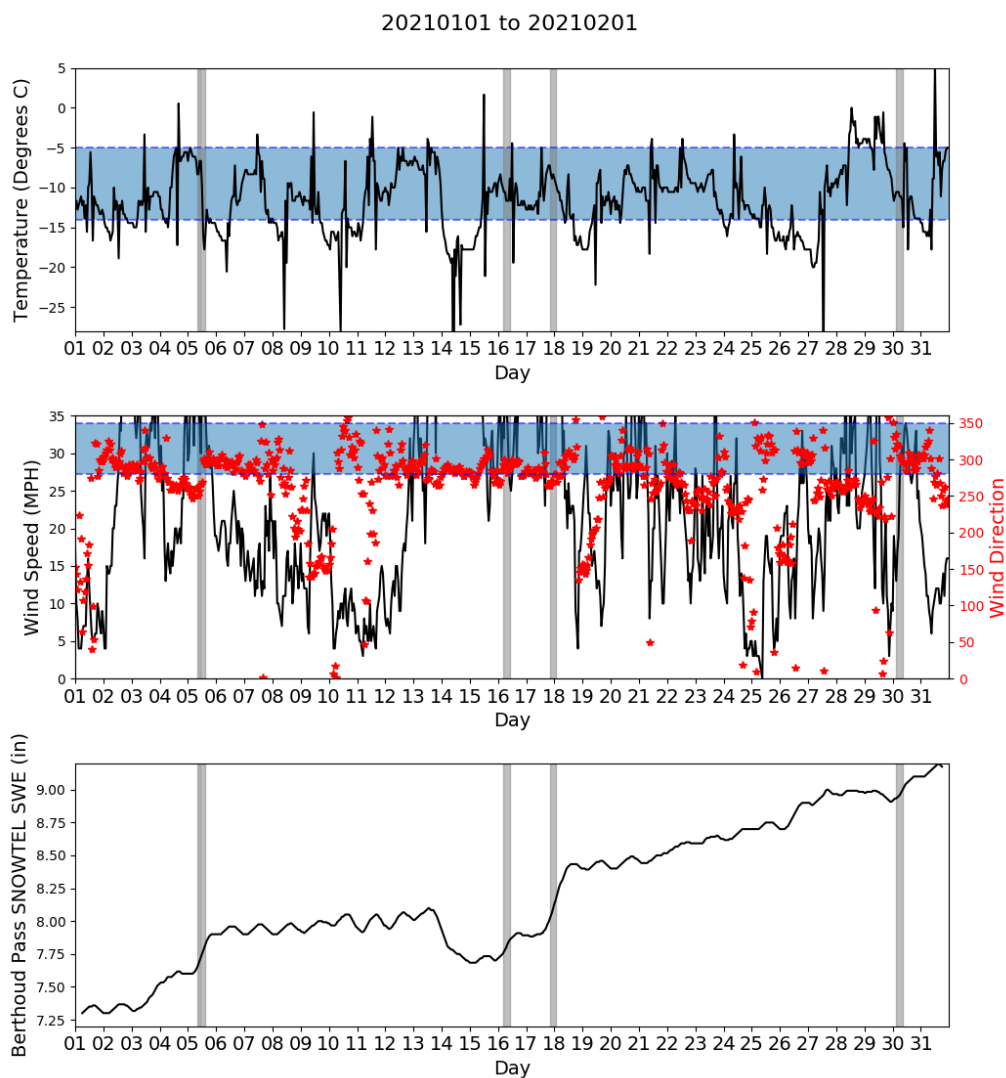 20210101 to 20210201
Temperature (Degrees C)
5
0
−5
−10
−15
−20
−25
01 02 03 04 05 06 07 08 09 10 11 12 13 14 15 16 17 18 19 20 21 22 23 24 25 26 27 28 29 30 31
Day
Wind Speed (MPH)
35
30
25
20
15
10
5
0
350
300
250
200
150
100
50
0
Wind Direction
01 02 03 04 05 06 07 08 09 10 11 12 13 14 15 16 17 18 19 20 21 22 23 24 25 26 27 28 29 30 31
Day
Berthoud Pass SNOWTEL SWE (in)
9.00
8.75
8.50
8.25
8.00
7.75
7.50
7.25
01 02 03 04 05 06 07 08 09 10 11 12 13 14 15 16 17 18 19 20 21 22 23 24 25 26 27 28 29 30 31
Day